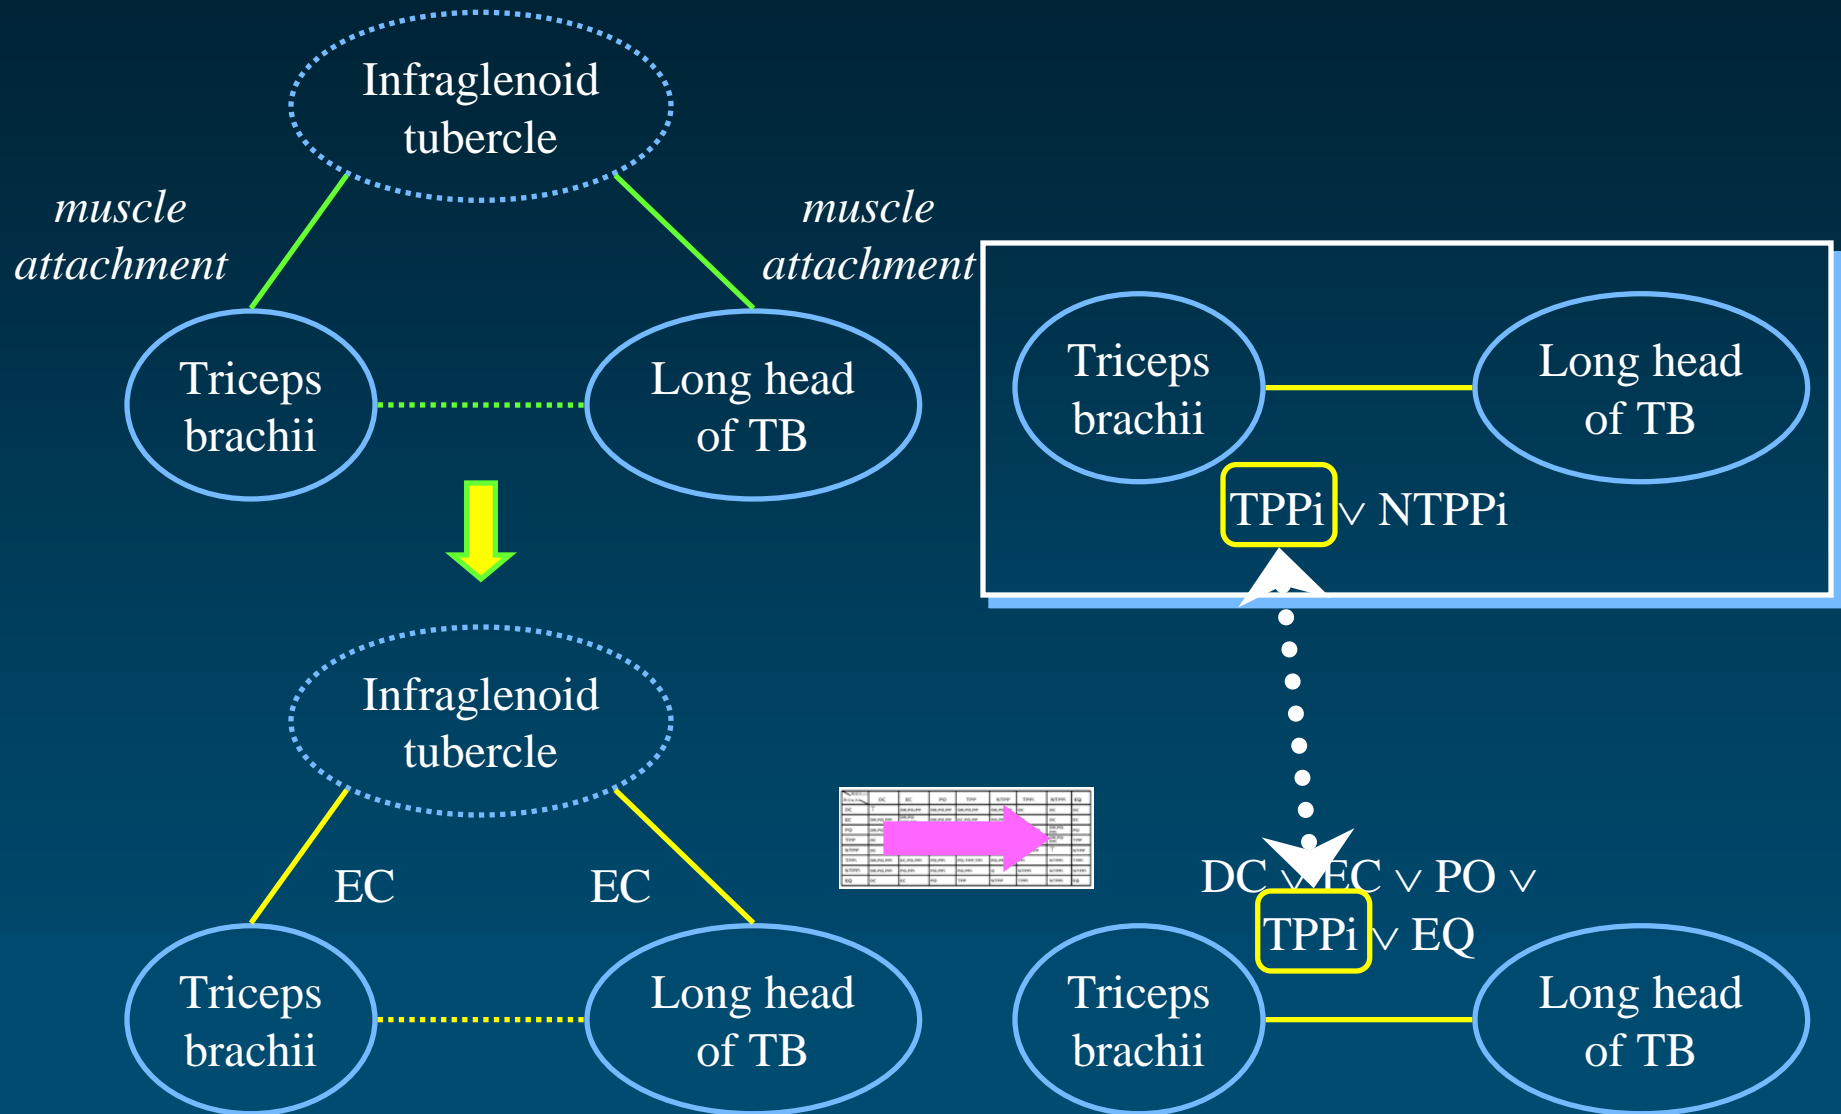 Infraglenoid
tubercle
muscle
attachment
muscle
attachment
Triceps
brachii
Long head
of TB
Triceps
brachii
Long head
of TB
TPPi ∨ NTPPi
Infraglenoid
tubercle
EC
EC
Triceps
brachii
Long head
of TB
DC ∨ EC ∨ PO ∨
TPPi ∨ EQ
Triceps
brachii
Long head
of TB